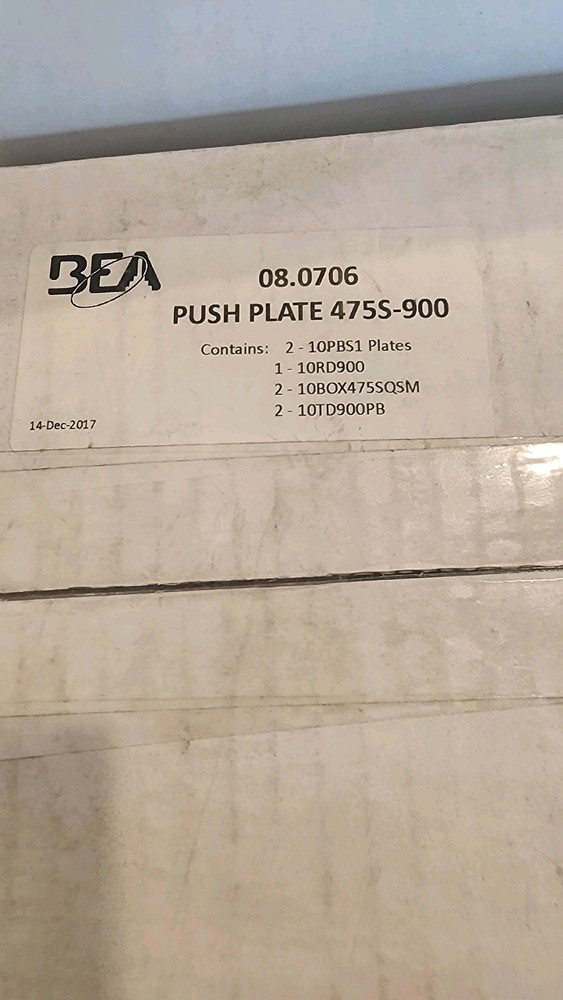 BEA
08.0706
PUSH PLATE 475S-900
Contains: 2 - 10PBS1 Plates
1 - 10RD900
2 - 10BOX475SQSM
2 - 10TD900PB
14-Dec-2017